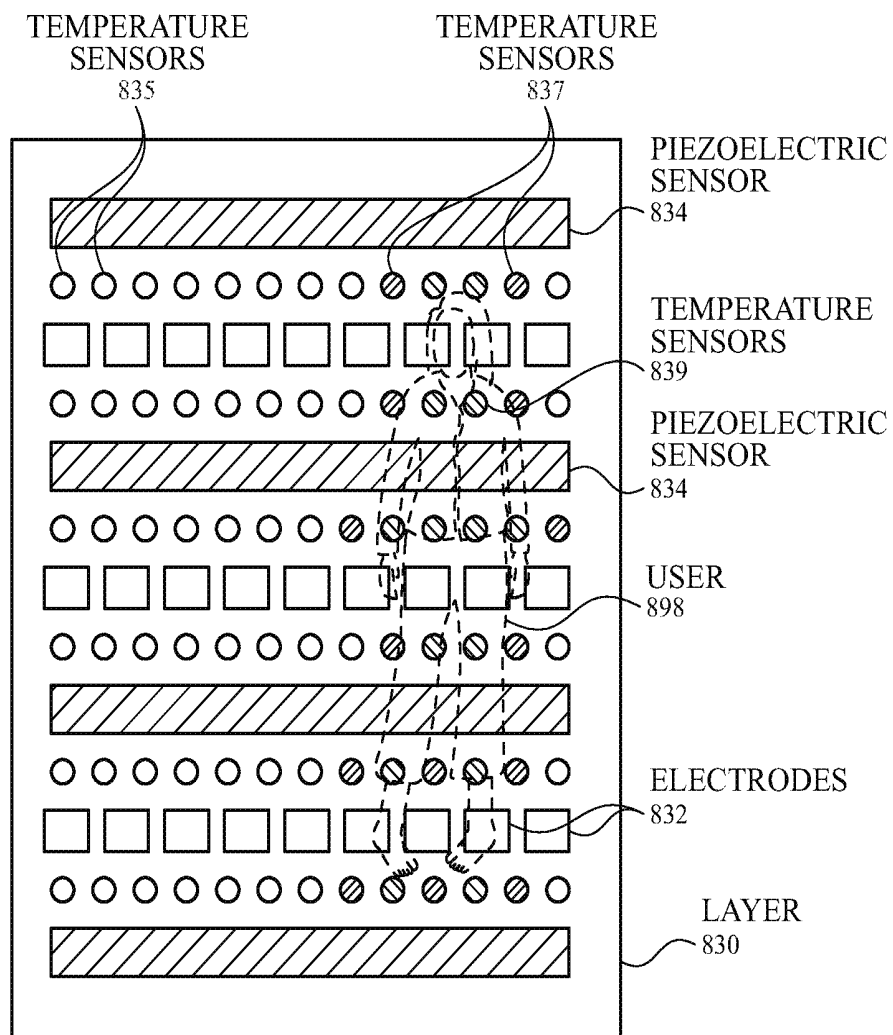 TEMPERATURE
SENSORS
835
TEMPERATURE
SENSORS
837
PIEZOELECTRIC
SENSOR
834
TEMPERATURE
SENSORS
839
PIEZOELECTRIC
SENSOR
834
USER
898
ELECTRODES
832
LAYER
830